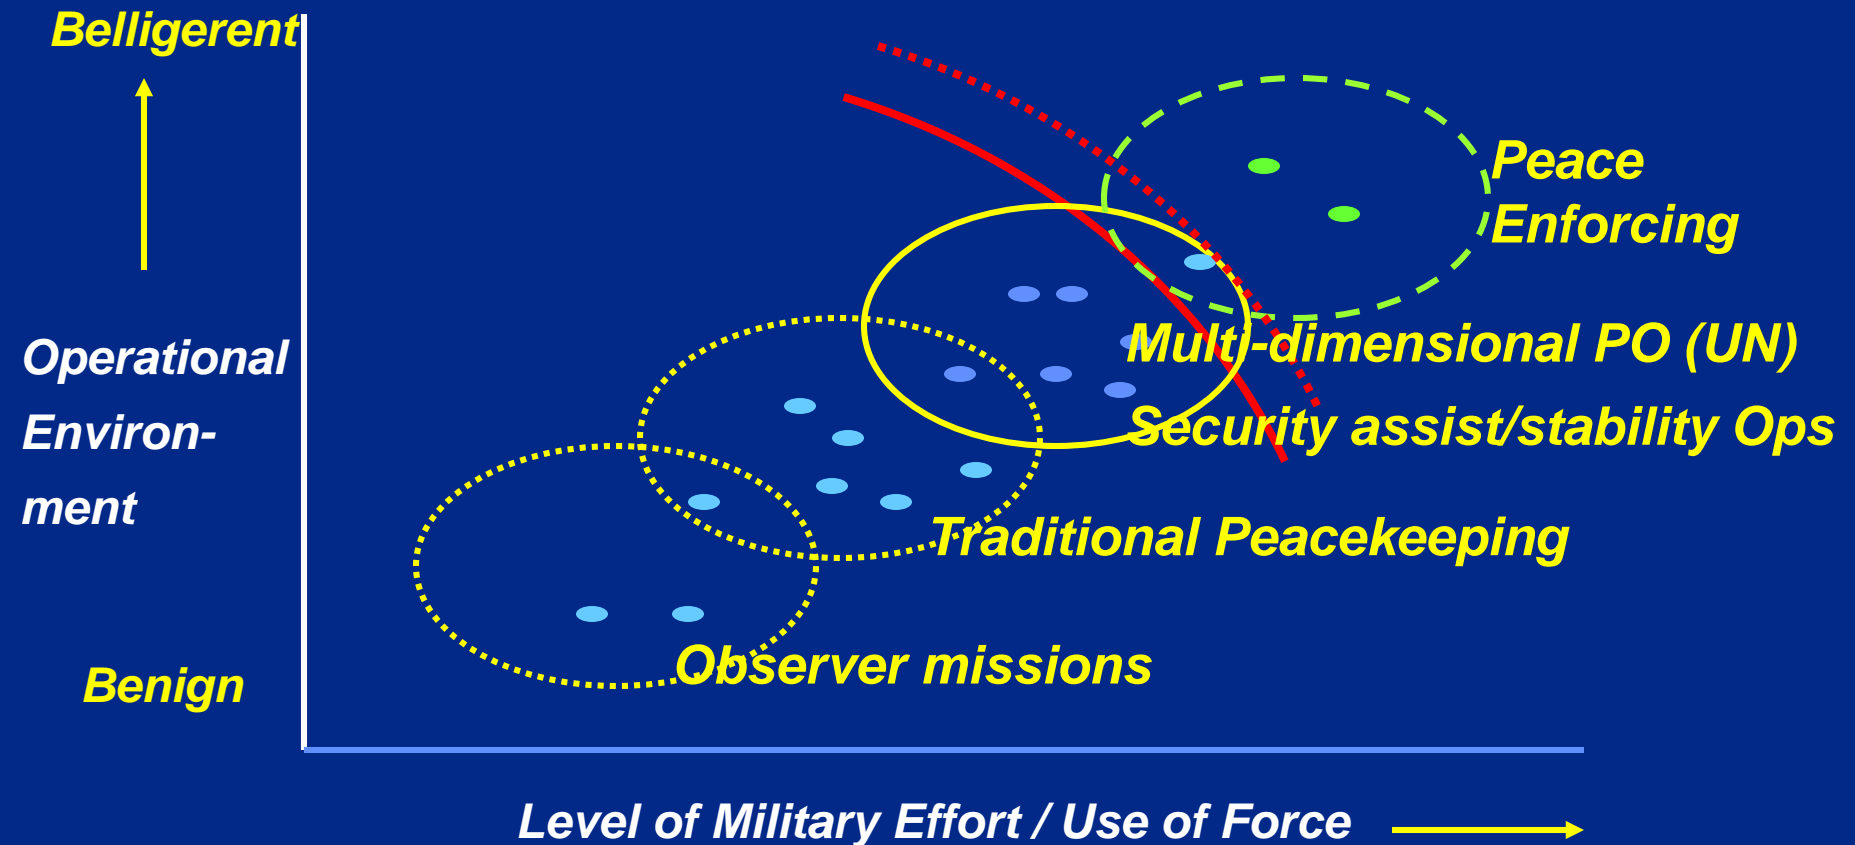 Belligerent
Peace
Enforcing
Operational
Environ-
ment
Multi-dimensional PO (UN)
Security assist/stability Ops
Traditional Peacekeeping
Observer missions
Benign
Level of Military Effort / Use of Force